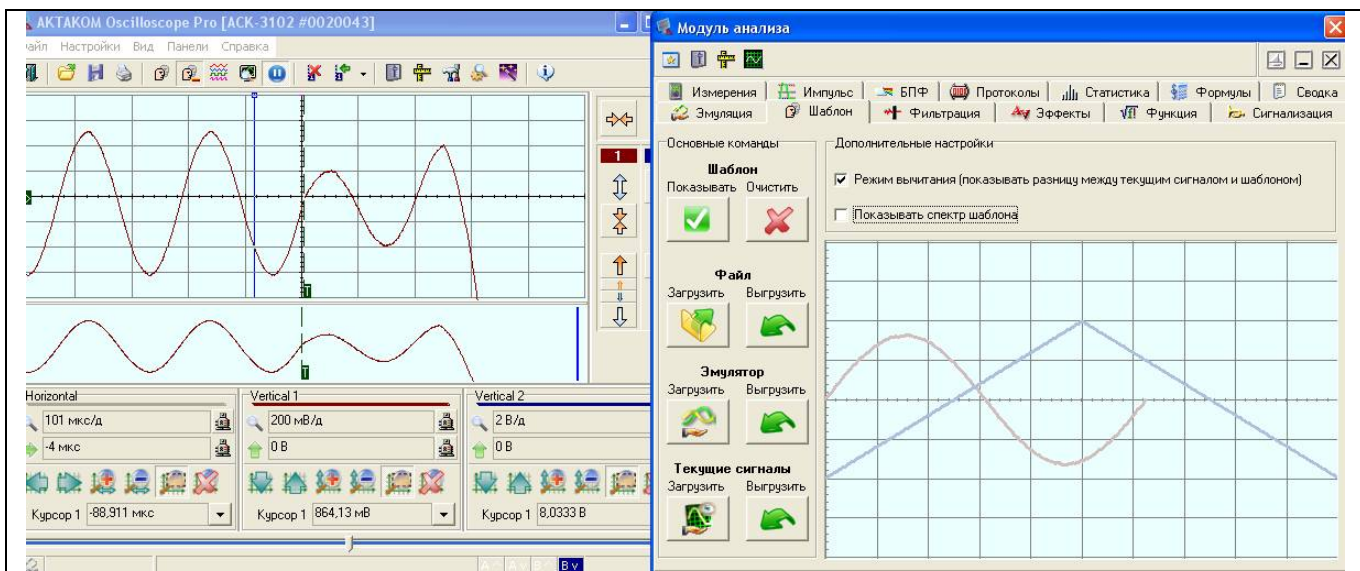 AKTAKOM Oscilloscope Pro [ACK-3102 #0020043]
Настройки Вид Панели Справка
1
T
T
Horizontal
101 мкс/д
-4 мкс
Курсор 1 -88,911 мкс
Vertical 1
200 мВ/д
0 В
Курсор 1 864,13 мВ
Vertical 2
2 В/д
0 В
Курсор 1 8,0333 В
A ^ A v B ^ B v
Модуль анализа
Измерения Импульс БПФ Протоколы Статистика Формулы Сводка
Эмуляция Шаблон Фильтрация Эффекты Функция Сигнализация
Основные команды
Шаблон
Показывать Очистить
Файл
Загрузить Выгрузить
Эмулятор
Загрузить Выгрузить
Текущие сигналы
Загрузить Выгрузить
Дополнительные настройки
Режим вычитания (показывать разницу между текущим сигналом и шаблоном)
Показывать спектр шаблона